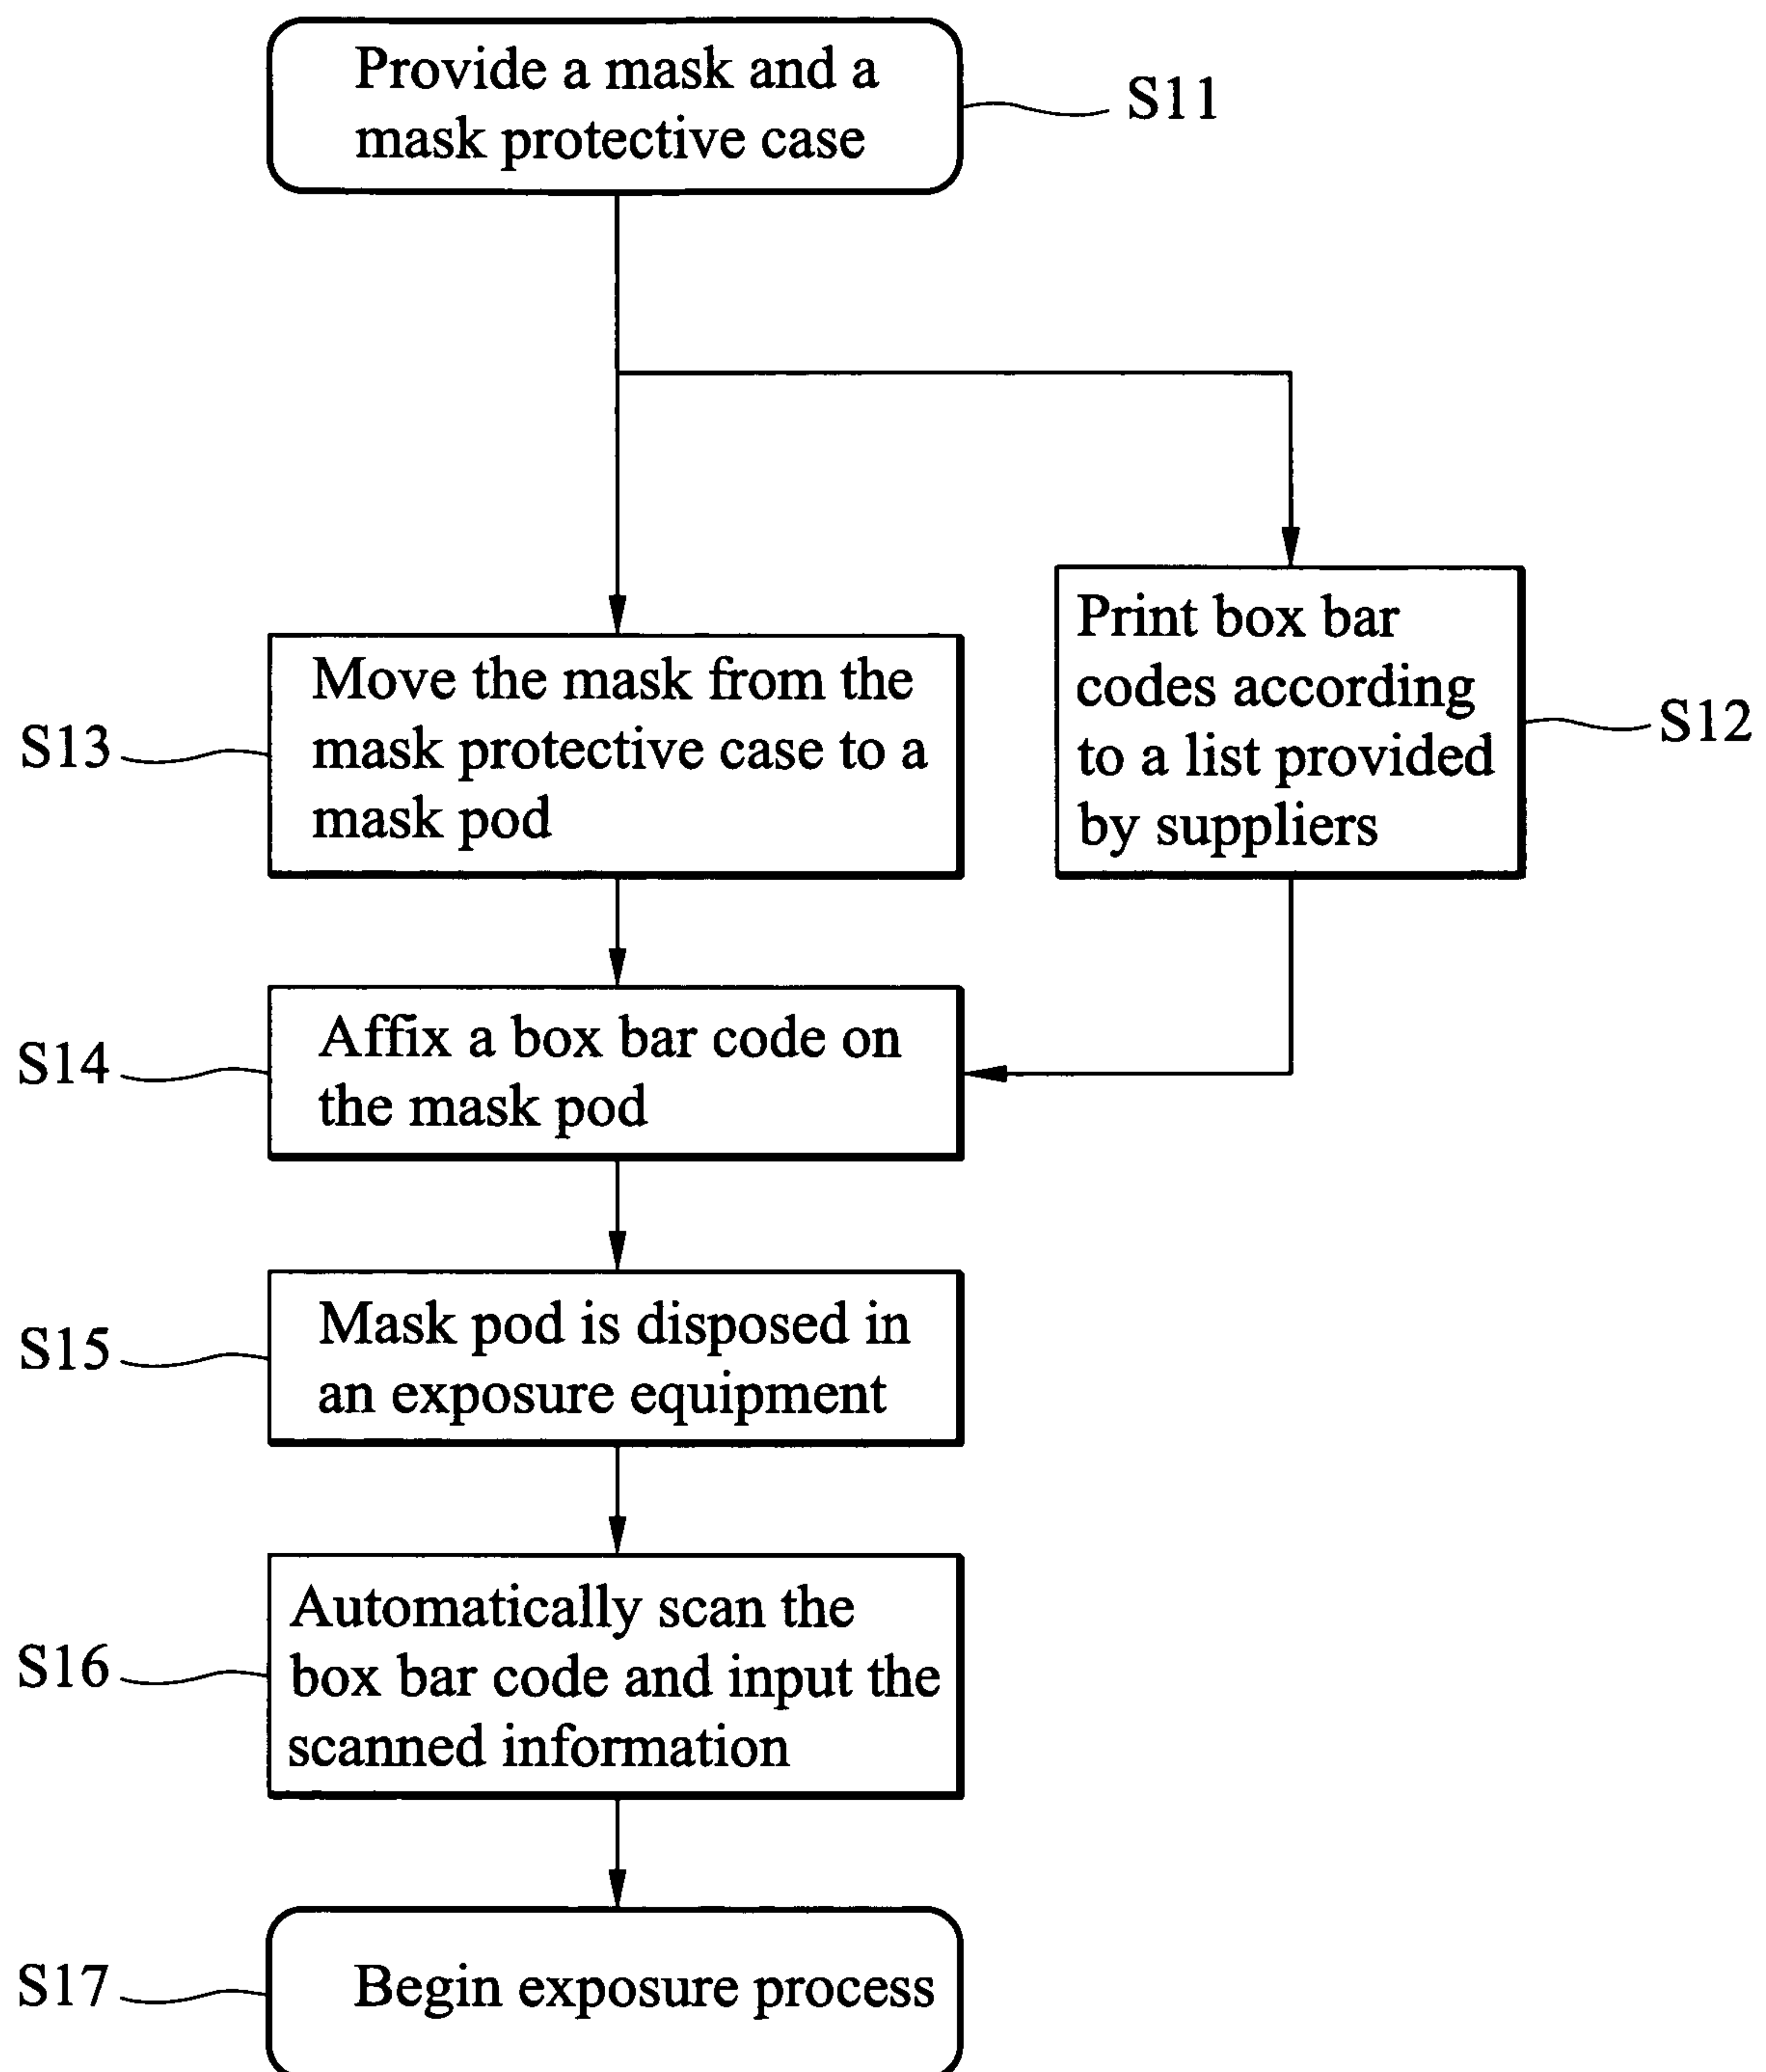 Provide a mask and a
mask protective case
S11
Print box bar
codes according
to a list provided
by suppliers
S12
Move the mask from the
mask protective case to a
mask pod
S13
Affix a box bar code on
the mask pod
S14
Mask pod is disposed in
an exposure equipment
S15
Automatically scan the
box bar code and input the
scanned information
S16
Begin exposure process
S17